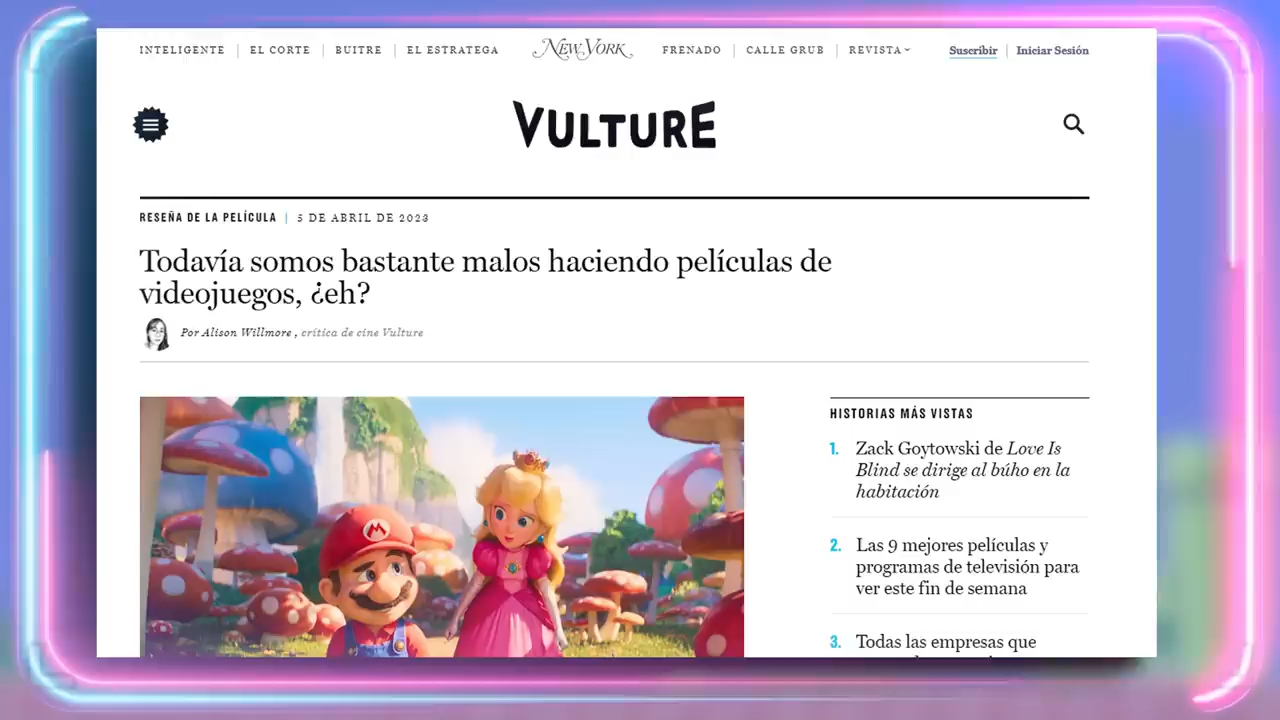 INTELIGENTE | EL CORTE | BUITRE | EL ESTRATEGA NEW YORK FRENADO | CALLE GRUB | REVISTA Suscribir | Iniciar Sesión
VULTURE
RESEÑA DE LA PELÍCULA | 5 DE ABRIL DE 2023
Todavía somos bastante malos haciendo películas de
videojuegos, ¿eh?
Por Alison Willmore , crítica de cine Vulture
M
HISTORIAS MÁS VISTAS
1. Zack Goytowski de Love Is
Blind se dirige al búho en la
habitación
2. Las 9 mejores películas y
programas de televisión para
ver este fin de semana
3. Todas las empresas que